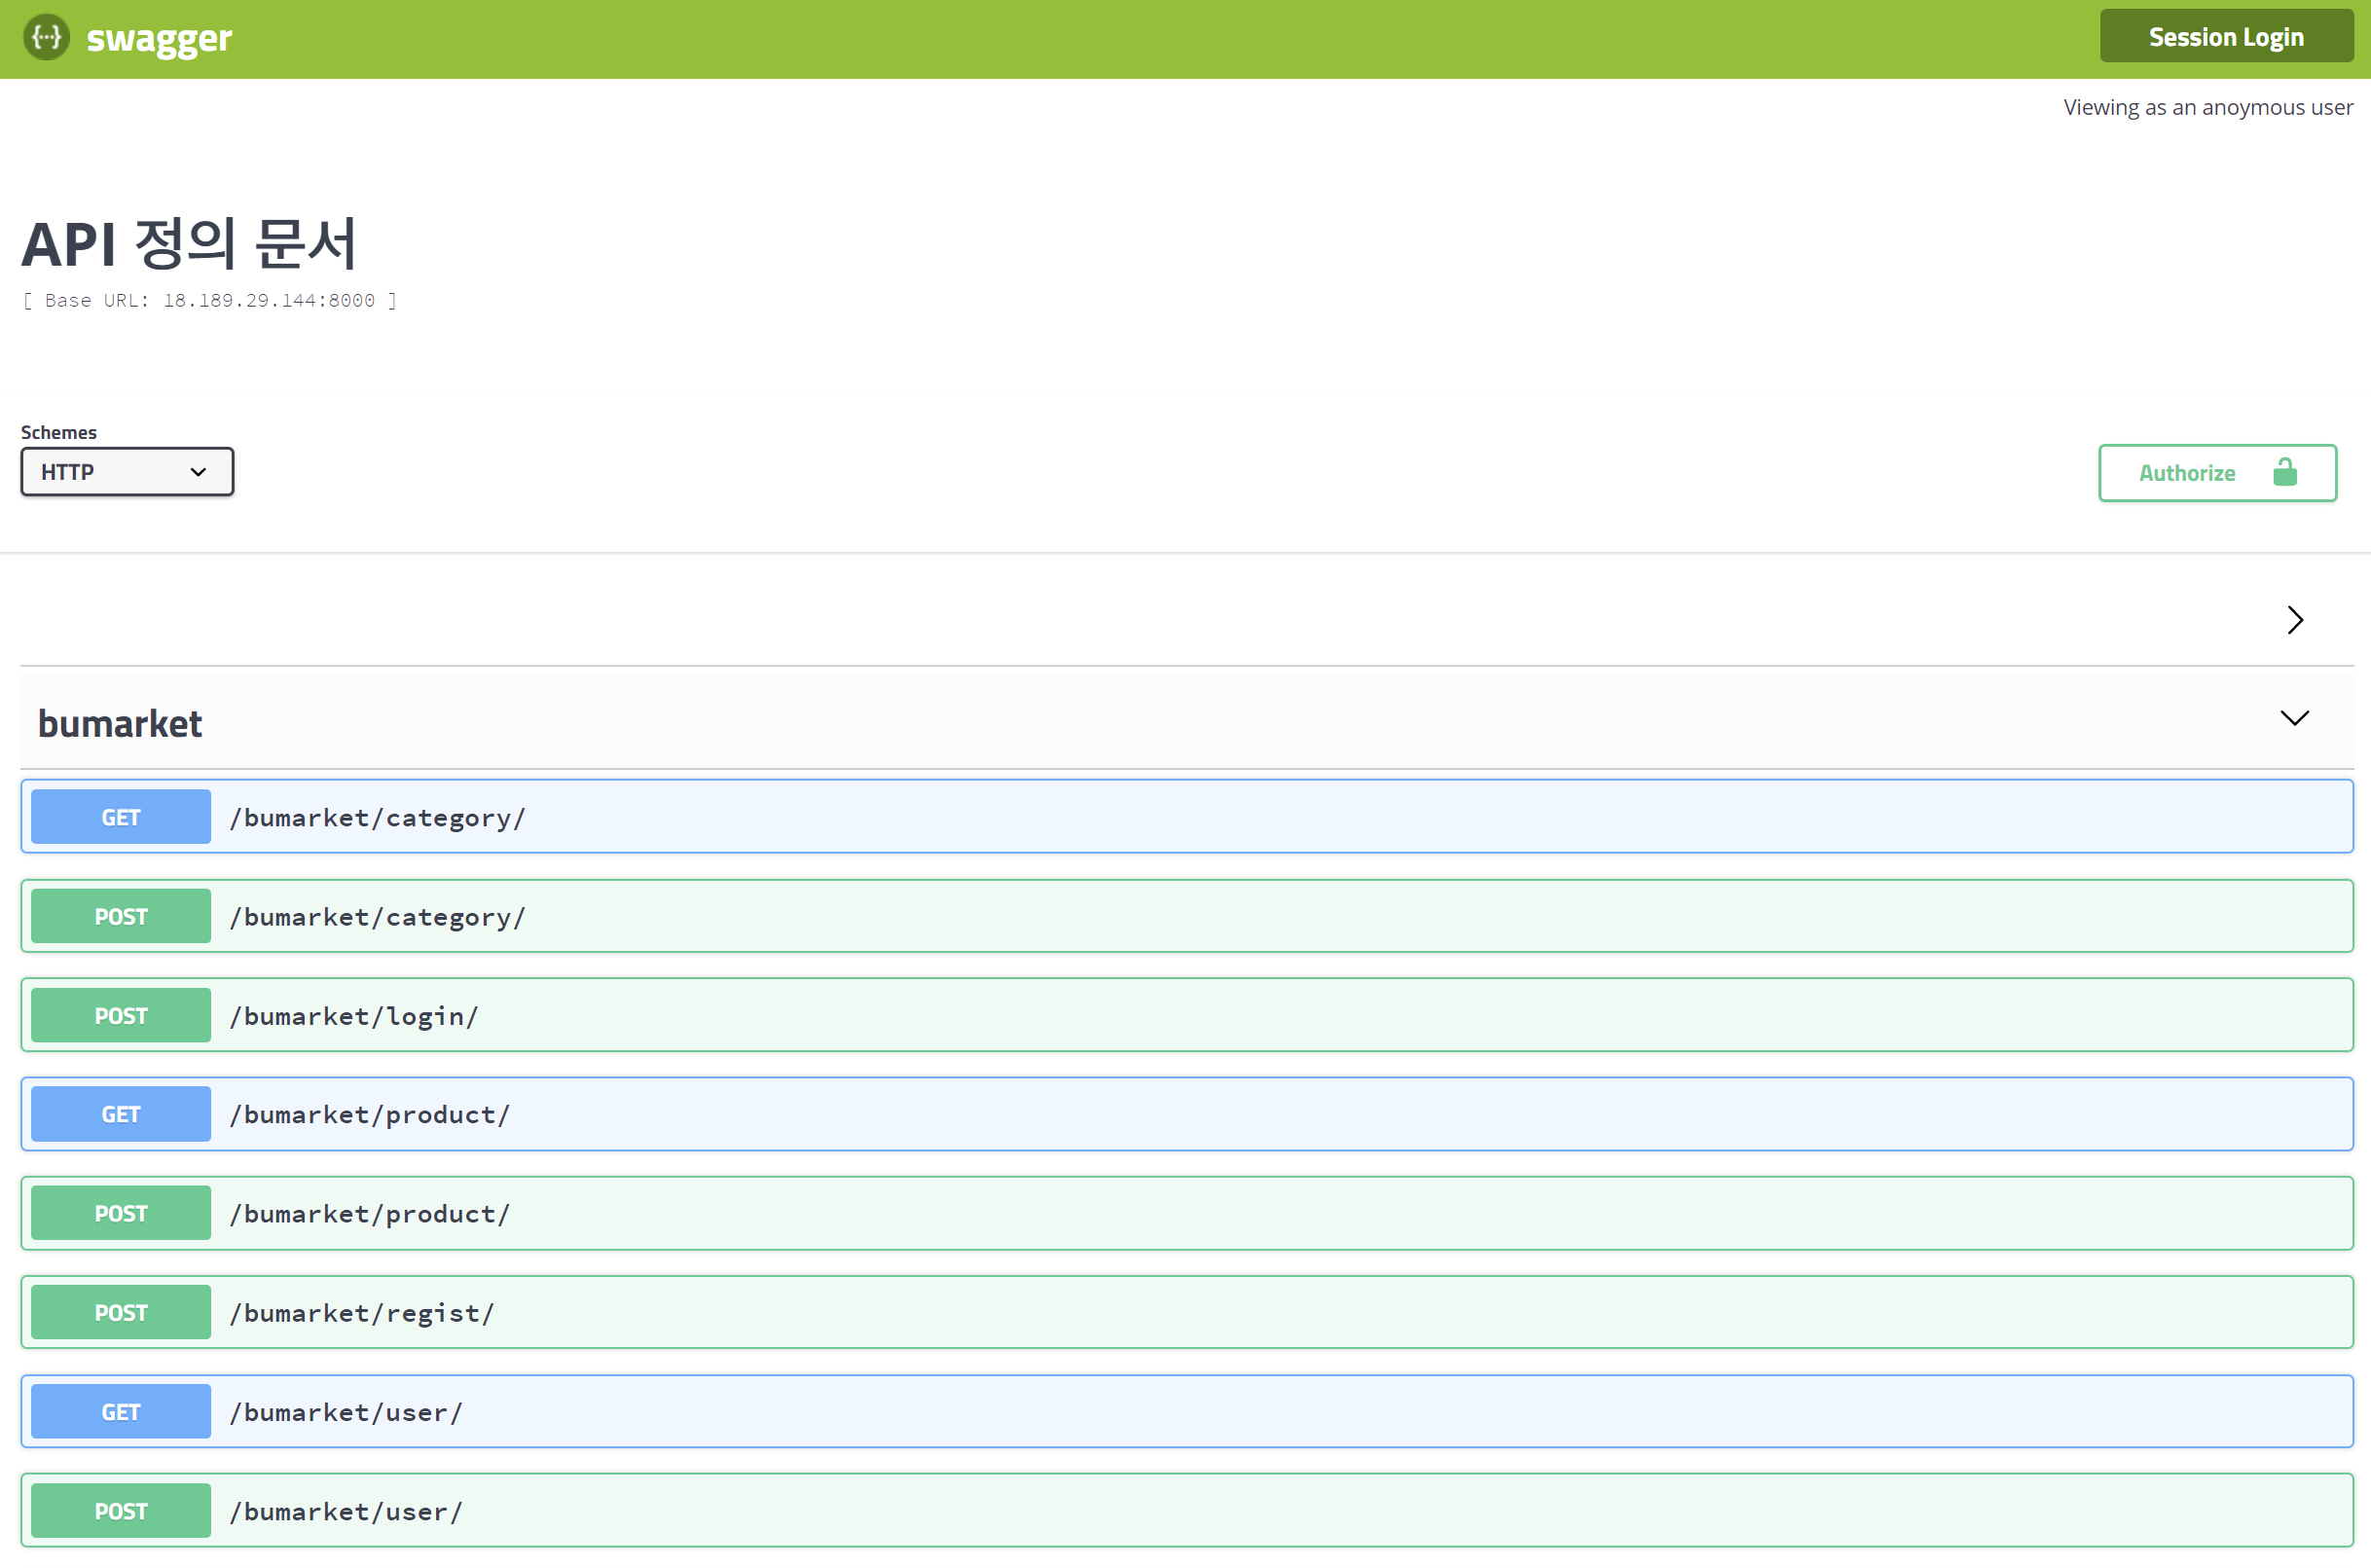 swagger
Session Login
Viewing as an anoymous user
API 정의 문서
[ Base URL: 18.189.29.144:8000 ]
Schemes
HTTP
Authorize
bumarket
GET /bumarket/category/
POST /bumarket/category/
POST /bumarket/login/
GET /bumarket/product/
POST /bumarket/product/
POST /bumarket/regist/
GET /bumarket/user/
POST /bumarket/user/